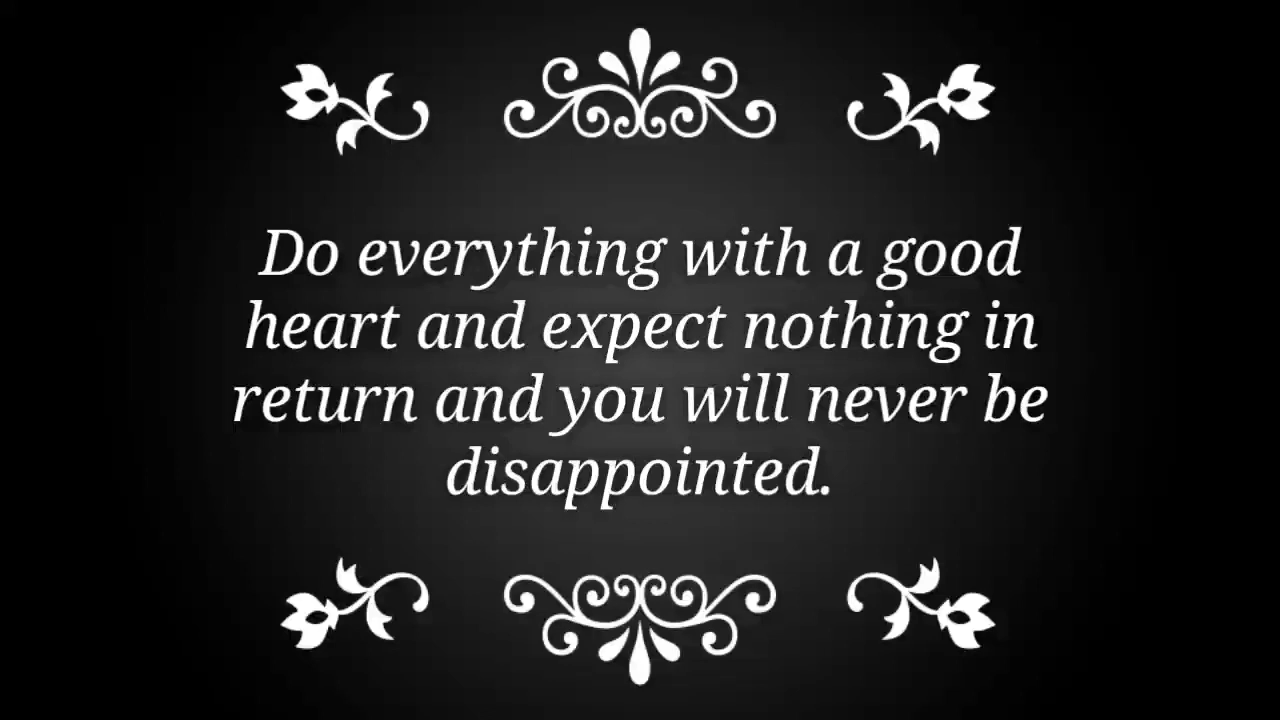 Do everything with a good
heart and expect nothing in
return and you will never be
disappointed.